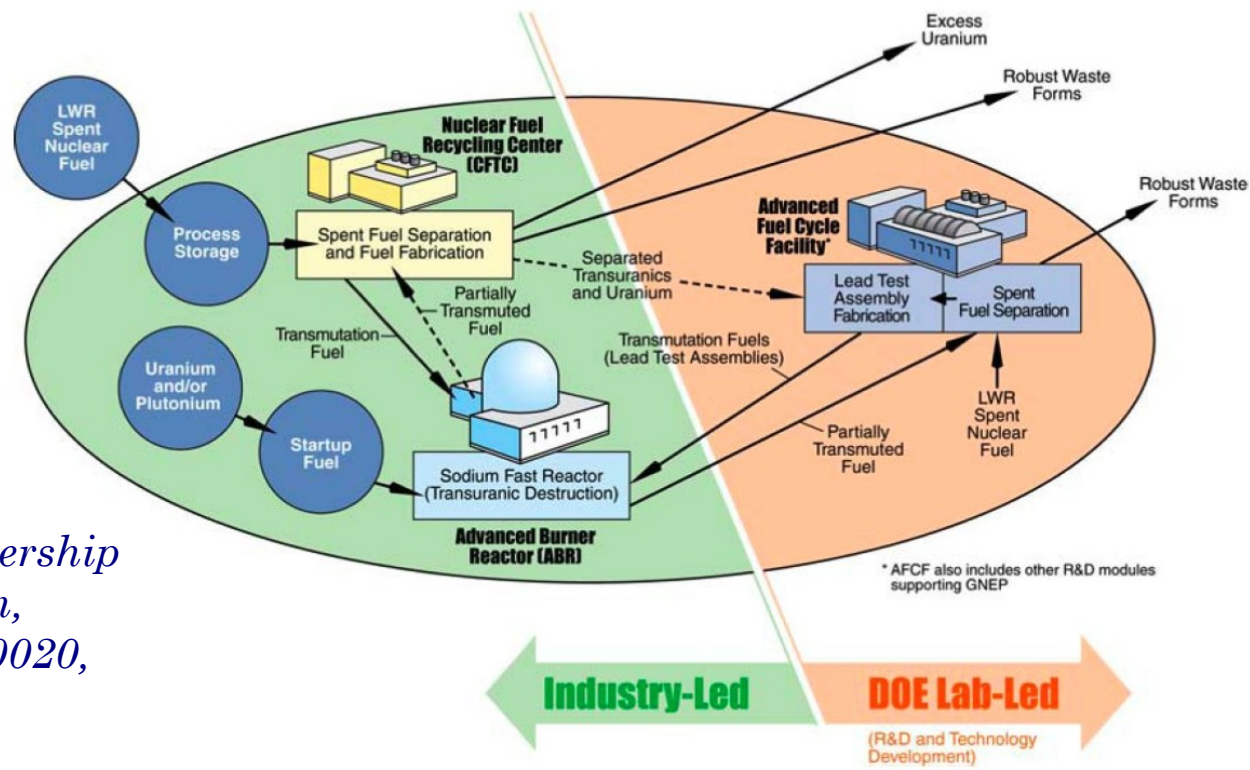 Excess
Uranium
Robust Waste
Forms
LWR
Spent
Nuclear
Fuel
Nuclear Fuel
Recycling Center
(CFTC)
Process
Storage
Spent Fuel Separation
and Fuel Fabrication
Separated
Transuranics
and Uranium
Advanced
Fuel Cycle
Facility*
Robust Waste
Forms
Lead Test
Assembly
Fabrication
Spent
Fuel Separation
Partially
Transmuted
Fuel
Transmutation
Fuel
Transmutation Fuels
(Lead Test Assemblies)
Uranium
and/or
Plutonium
Startup
Fuel
LWR
Spent
Nuclear
Fuel
Partially
Transmuted
Fuel
Sodium Fast Reactor
(Transuranic Destruction)
Advanced Burner
Reactor (ABR)
ership
n,
0020,
* AFCF also includes other R&D modules
supporting GNEP
Industry-Led
DOE Lab-Led
(R&D and Technology
Development)